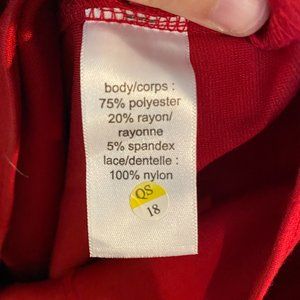 body/corps :
75% polyester
20% rayon/
rayonne
5% spandex
lace/dentelle :
100% nylon
QS
18